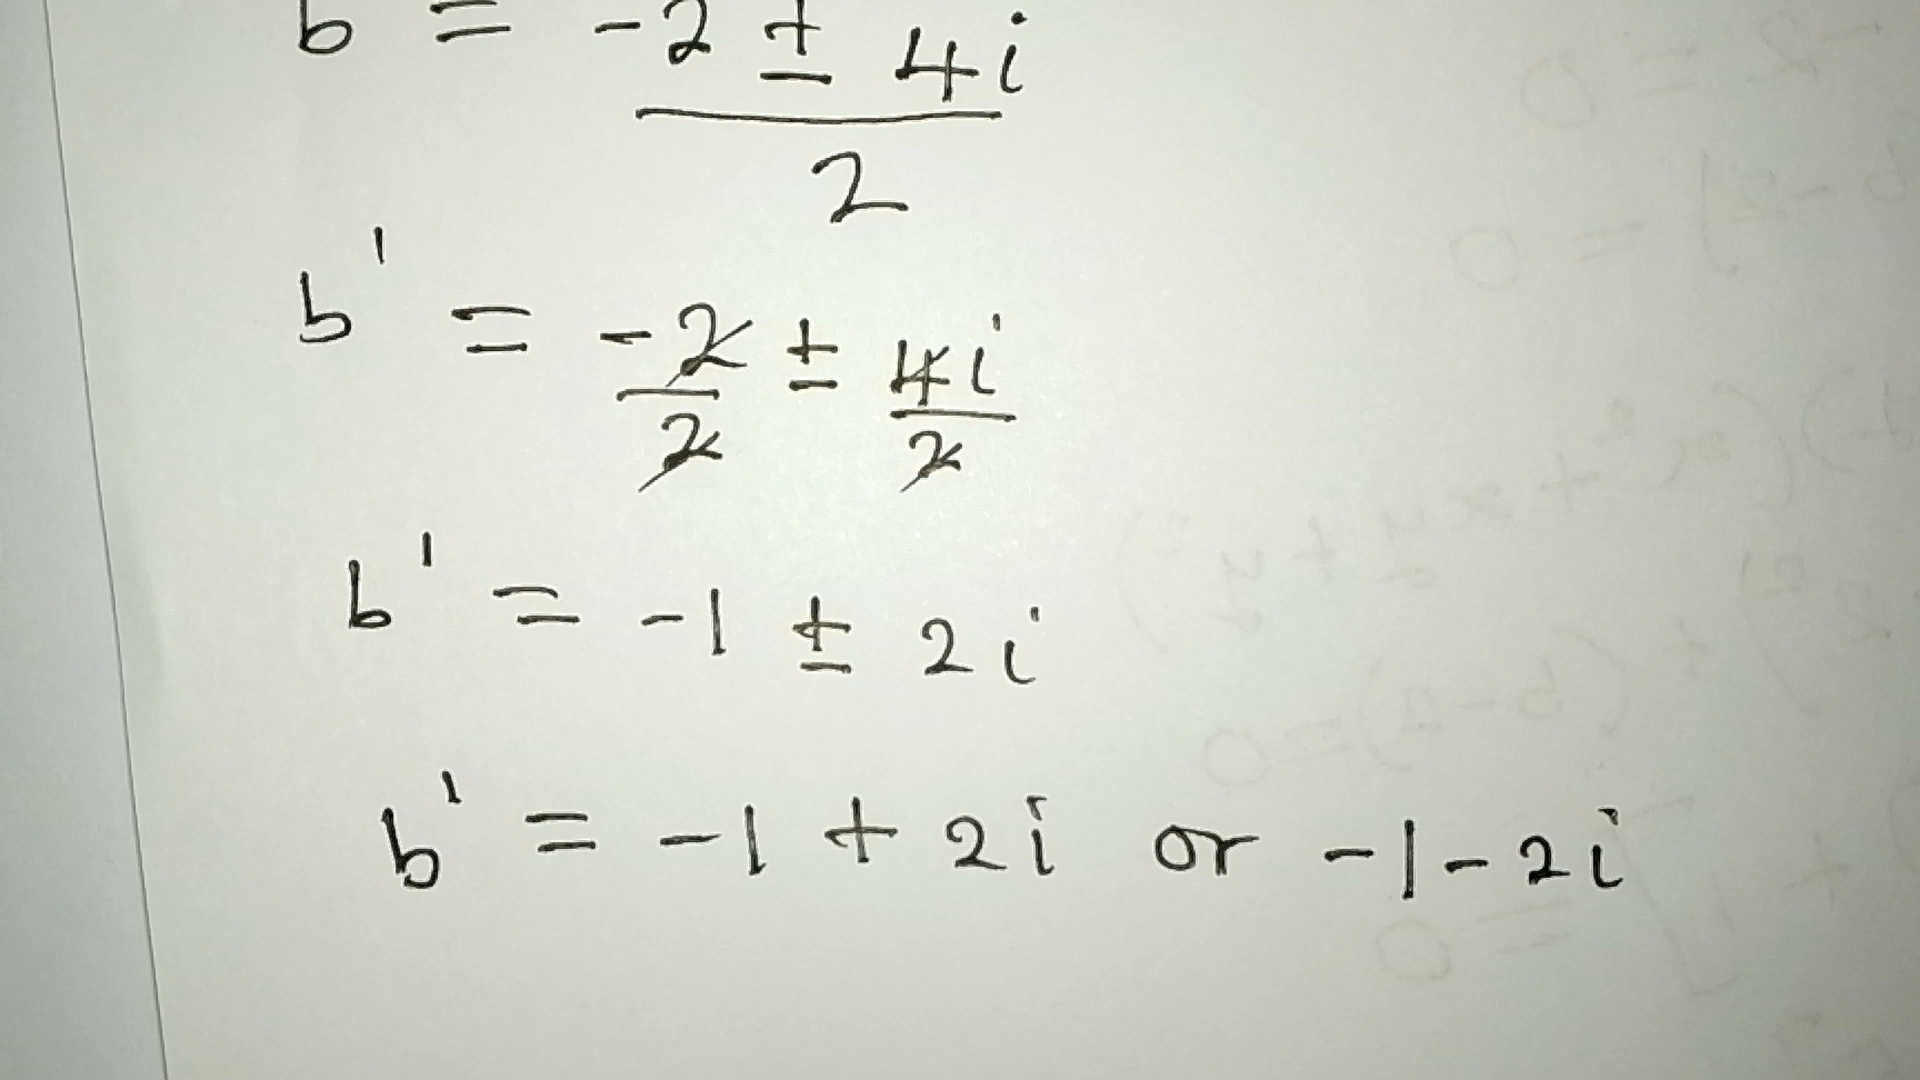 b = -2 ± 4i
2
b' = -2 ± 4i
2 2
b' = -1 ± 2i
b' = -1 + 2i or -1 - 2i